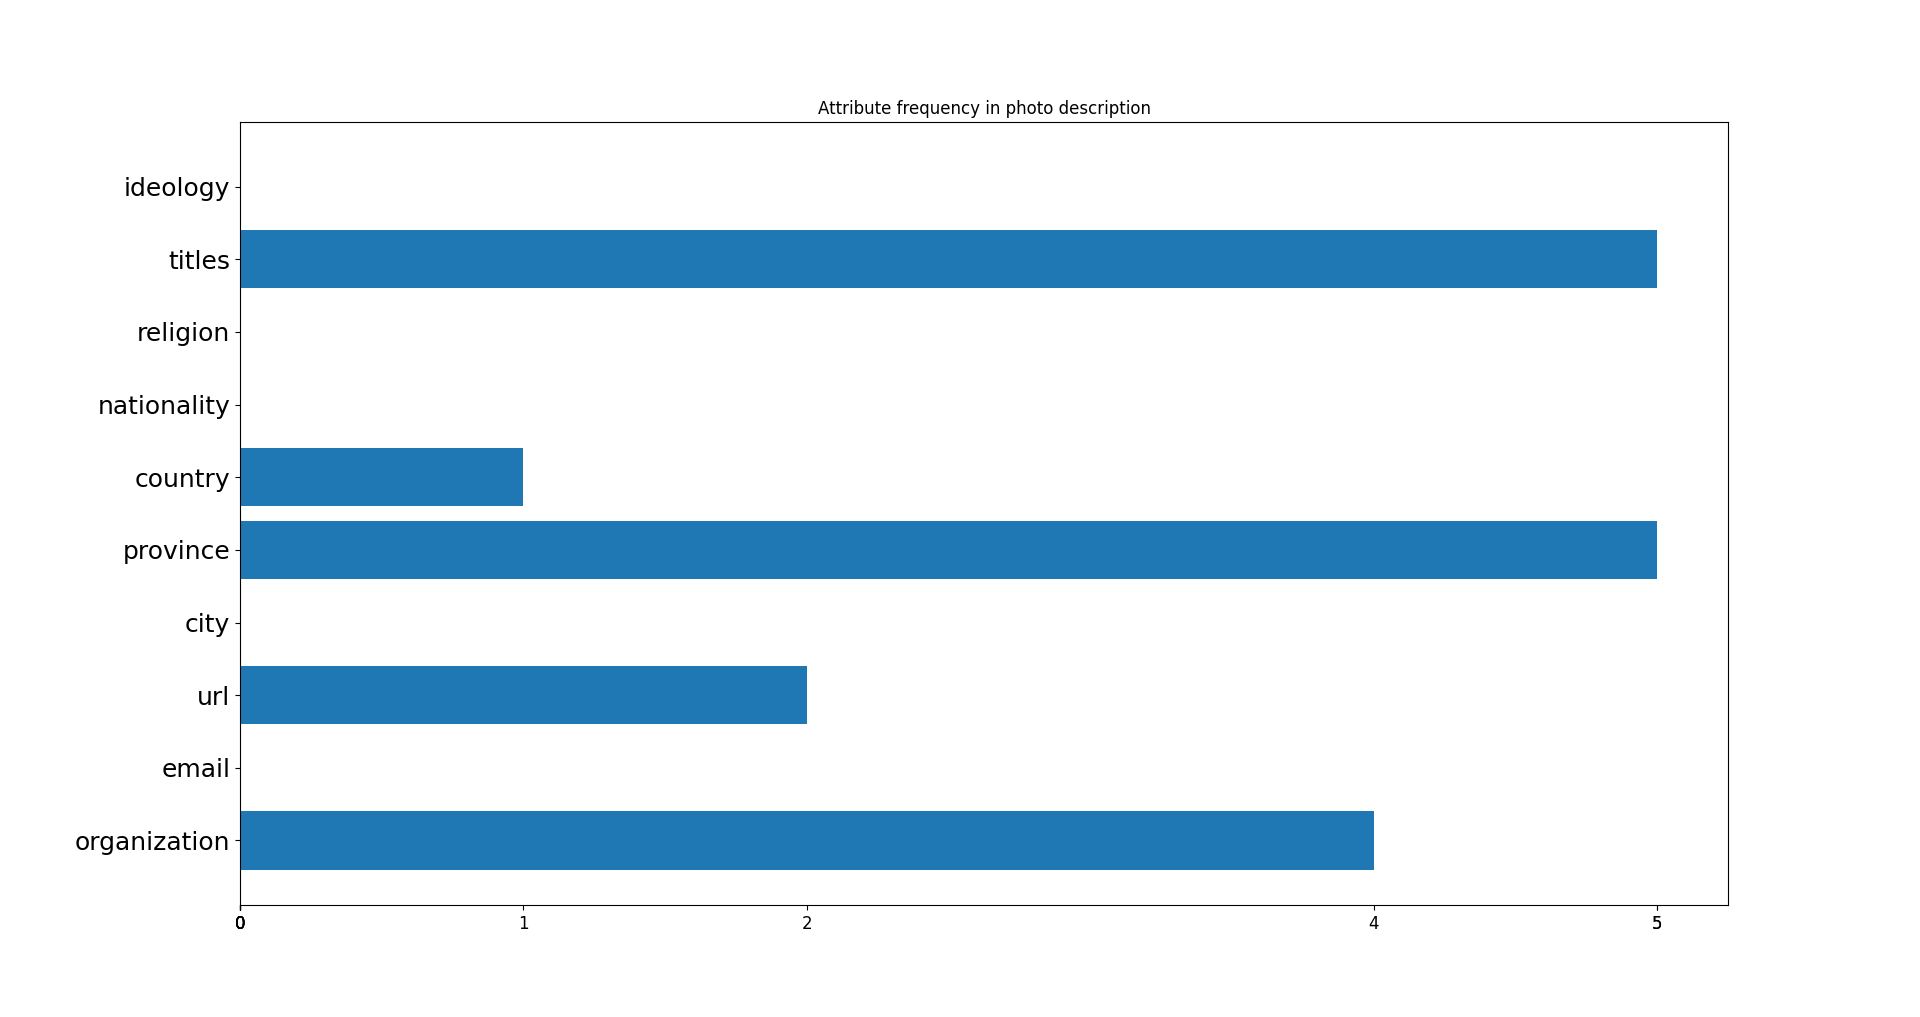 Attribute frequency in photo description
ideology
titles
religion
nationality
country
province
city
url
email
organization
0 1 2 4 5